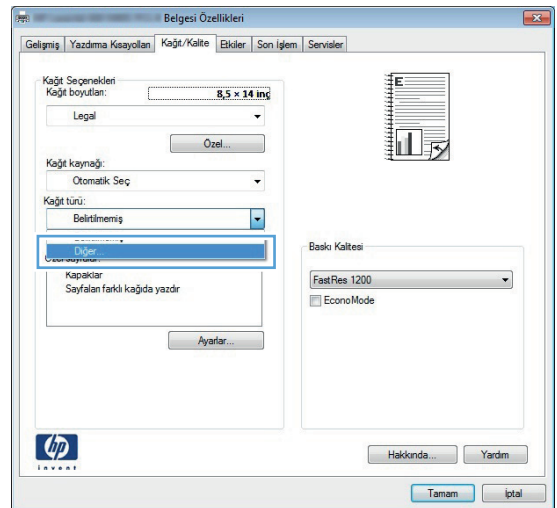 Belgesi Özellikleri
Gelişmiş Yazdırma Kısayolları Kağıt/Kalite Etkiler Son İşlem Servisler
Kağıt Seçenekleri
Kağıt boyutları:
8,5 × 14 inç
Legal
Özel...
Kağıt kaynağı:
Otomatik Seç
Kağıt türü:
Belirtilmemiş
Diğer...
Kapaklar
Sayfaları farklı kağıda yazdır
Ayarlar...
Baskı Kalitesi
FastRes 1200
EconoMode
E
hp
invent
Hakkında... Yardım
Tamam İptal